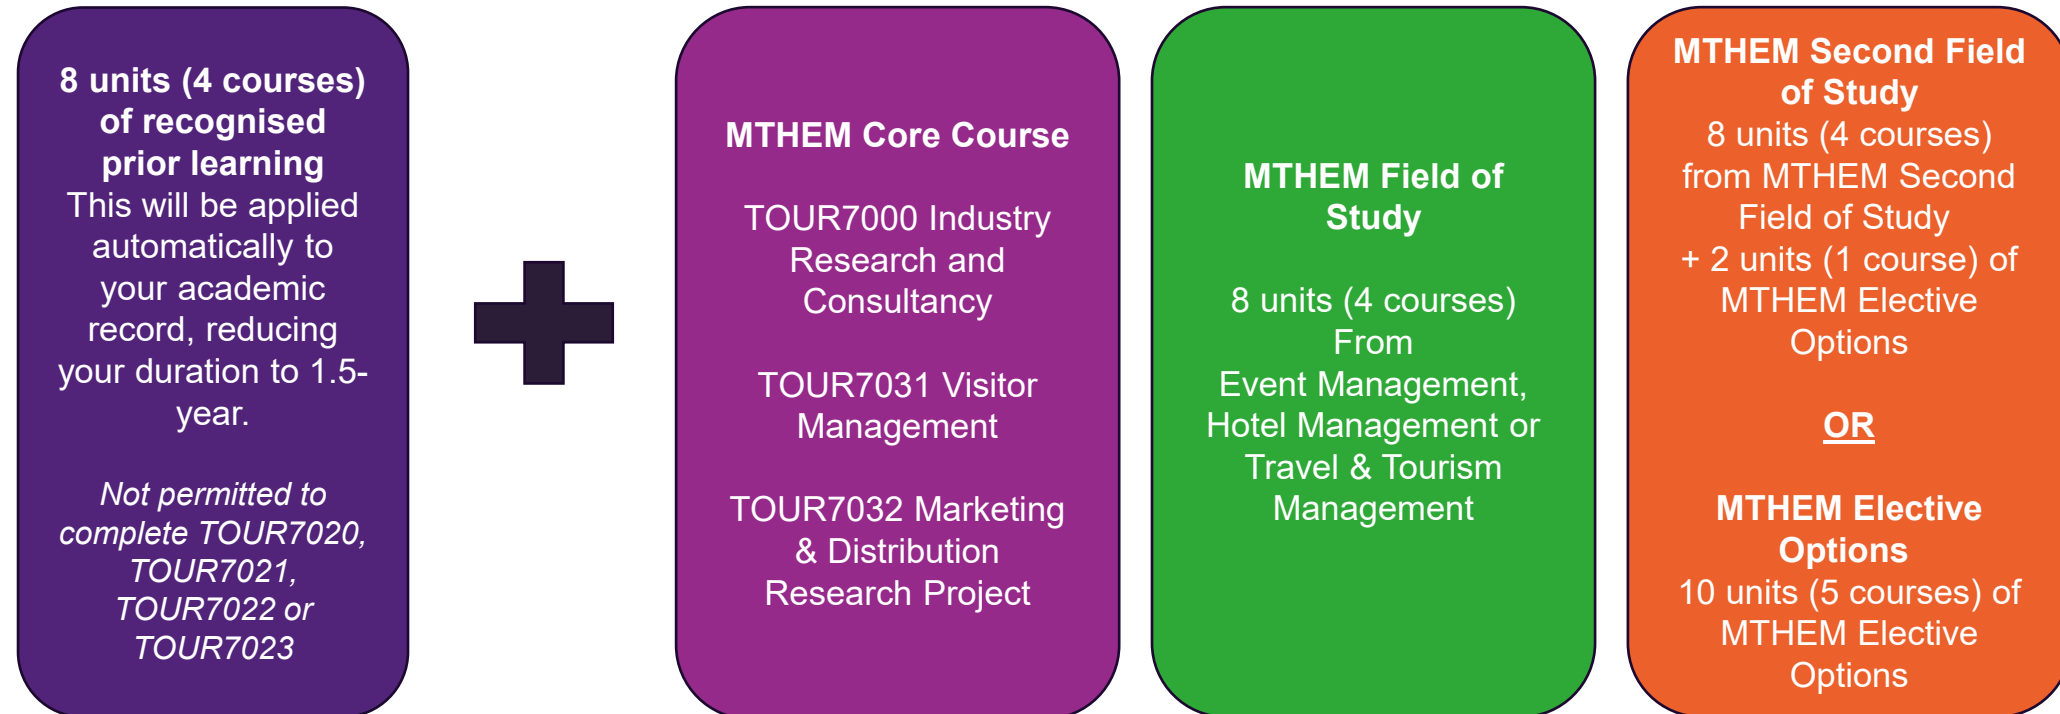 8 units (4 courses)
of recognised
prior learning
This will be applied
automatically to
your academic
record, reducing
your duration to 1.5-
year.
Not permitted to
complete TOUR7020,
TOUR7021,
TOUR7022 or
TOUR7023
MTHEM Core Course
TOUR7000 Industry
Research and
Consultancy
TOUR7031 Visitor
Management
TOUR7032 Marketing
& Distribution
Research Project
MTHEM Field of
Study
8 units (4 courses)
From
Event Management,
Hotel Management or
Travel & Tourism
Management
MTHEM Second Field
of Study
8 units (4 courses)
from MTHEM Second
Field of Study
+ 2 units (1 course) of
MTHEM Elective
Options
OR
MTHEM Elective
Options
10 units (5 courses) of
MTHEM Elective
Options